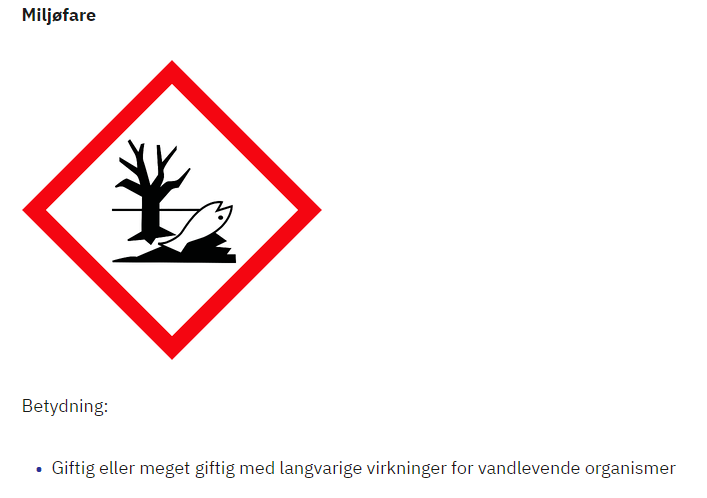 Miljøfare
Betydning:
Giftig eller meget giftig med langvarige virkninger for vandlevende organismer